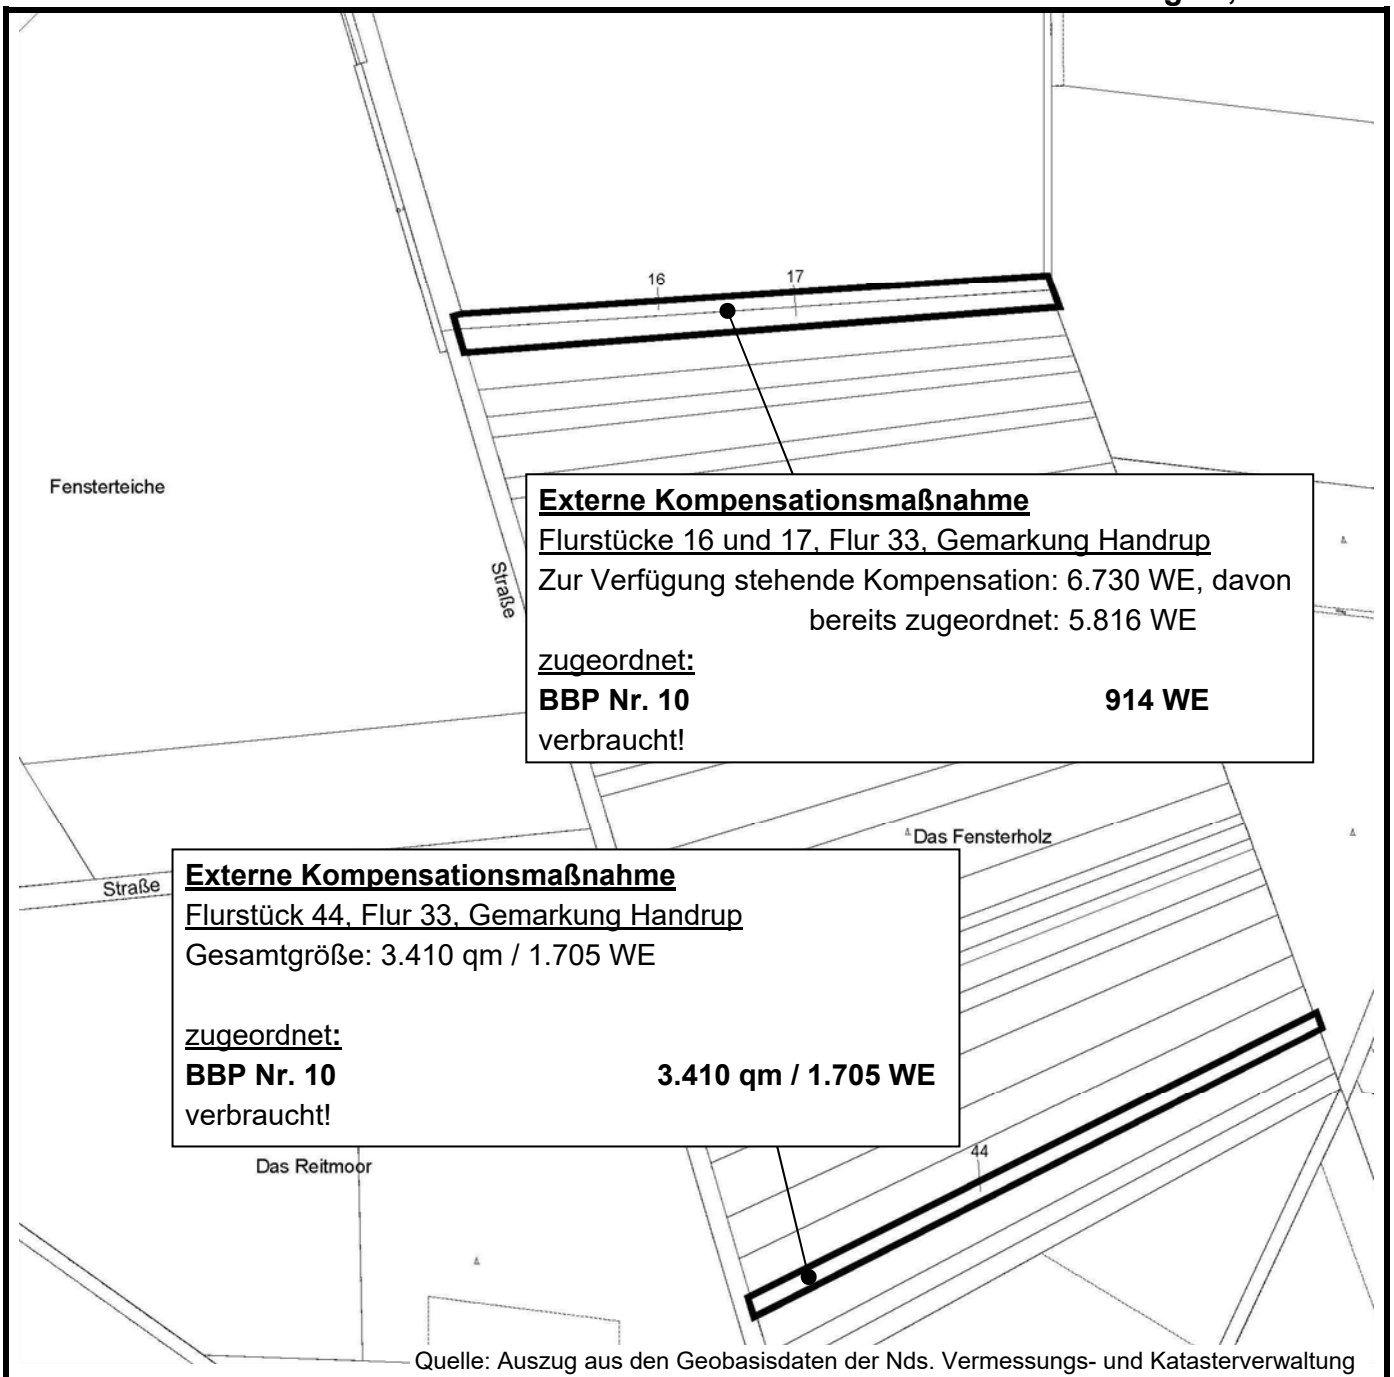 16
17
Fensterteiche
Straße
Externe Kompensationsmaßnahme
Flurstücke 16 und 17, Flur 33, Gemarkung Handrup
Zur Verfügung stehende Kompensation: 6.730 WE, davon
bereits zugeordnet: 5.816 WE
zugeordnet:
BBP Nr. 10 914 WE
verbraucht!
Das Fensterholz
Straße
Externe Kompensationsmaßnahme
Flurstück 44, Flur 33, Gemarkung Handrup
Gesamtgröße: 3.410 qm / 1.705 WE
zugeordnet:
BBP Nr. 10 3.410 qm / 1.705 WE
verbraucht!
44
Das Reitmoor
Quelle: Auszug aus den Geobasisdaten der Nds. Vermessungs- und Katasterverwaltung